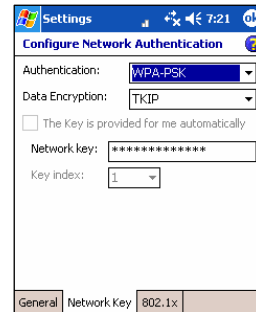 Settings 7:21 ok
Configure Network Authentication ?
Authentication: WPA-PSK
Data Encryption: TKIP
The Key is provided for me automatically
Network key: *************
Key index: 1
General Network Key 802.1x